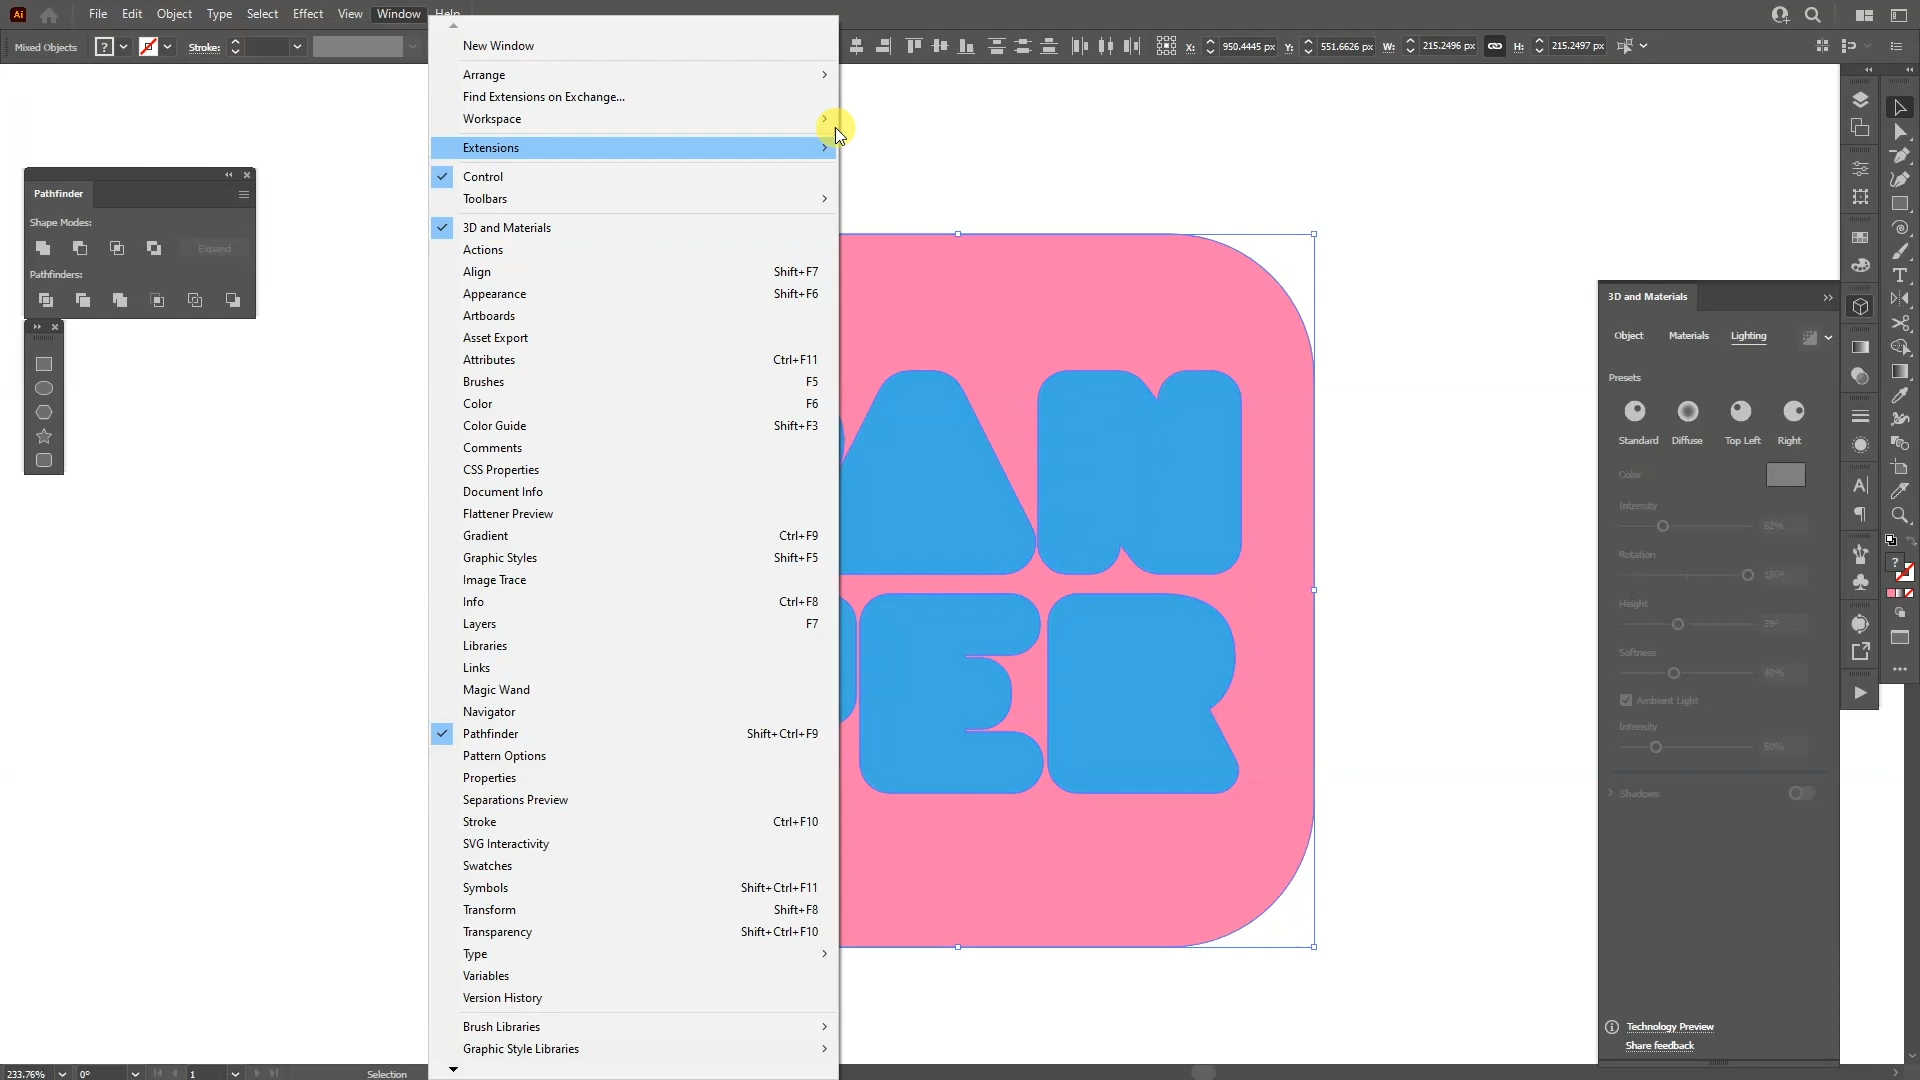 Ai File Edit Object Type Select Effect View Window Help
Mixed Objects ? Stroke: X: 950.4445 px Y: 551.6626 px W: 215.2496 px H: 215.2497 px
New Window
Arrange
Find Extensions on Exchange...
Workspace
Extensions
Control
Toolbars
3D and Materials
Actions
Align Shift+F7
Appearance Shift+F6
Artboards
Asset Export
Attributes Ctrl+F11
Brushes F5
Color F6
Color Guide Shift+F3
Comments
CSS Properties
Document Info
Flattener Preview
Gradient Ctrl+F9
Graphic Styles Shift+F5
Image Trace
Info Ctrl+F8
Layers F7
Libraries
Links
Magic Wand
Navigator
Pathfinder Shift+Ctrl+F9
Pattern Options
Properties
Separations Preview
Stroke Ctrl+F10
SVG Interactivity
Swatches
Symbols Shift+Ctrl+F11
Transform Shift+F8
Transparency Shift+Ctrl+F10
Type
Variables
Version History
Brush Libraries
Graphic Style Libraries
Pathfinder
Shape Modes:
Expand
Pathfinders:
AN
ER
3D and Materials
Object Materials Lighting
Presets
Standard Diffuse Top Left Right
Color
Intensity
62%
Rotation
180°
Height
35°
Softness
40%
Ambient Light
Intensity
50%
Shadows
Technology Preview
Share feedback
?
233.76% 0° 1 Selection